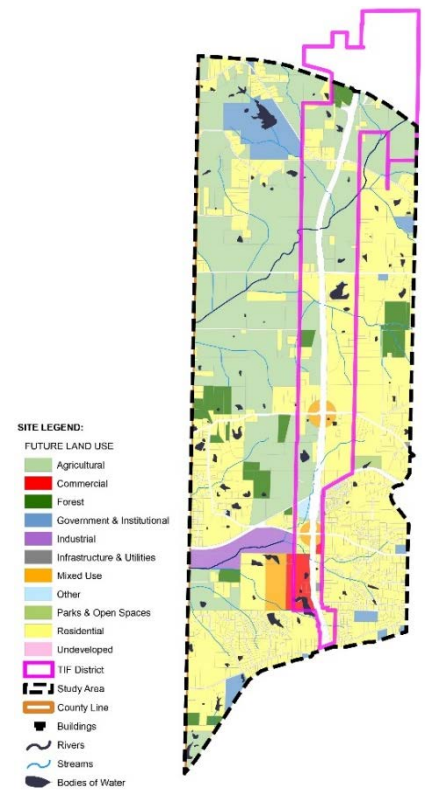 SITE LEGEND:
FUTURE LAND USE
Agricultural
Commercial
Forest
Government & Institutional
Industrial
Infrastructure & Utilities
Mixed Use
Other
Parks & Open Spaces
Residential
Undeveloped
TIF District
Study Area
County Line
Buildings
Rivers
Streams
Bodies of Water